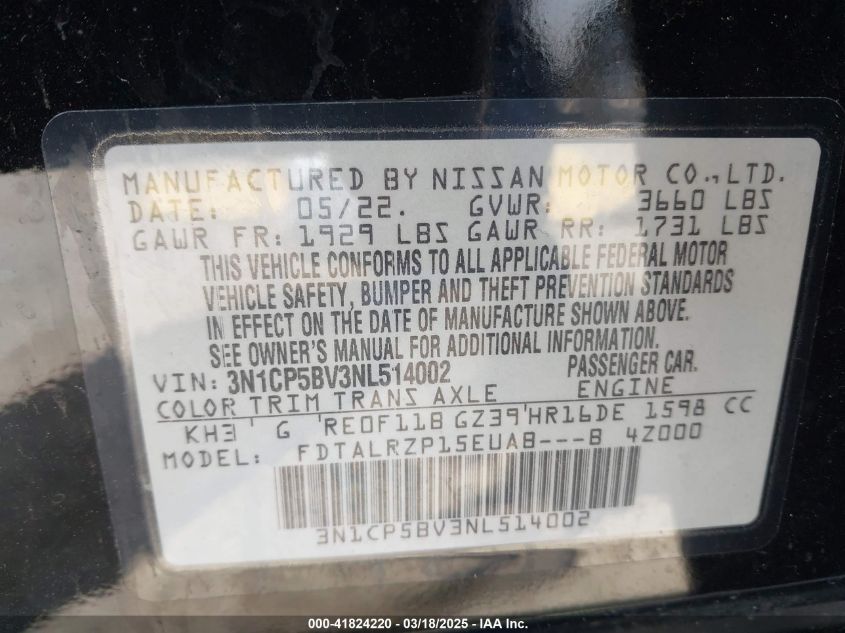 MANUFACTURED BY NISSAN MOTOR CO.,LTD.
DATE: 05/22. GVWR: 3660 LBS
GAWR FR: 1929 LBS GAWR RR: 1731 LBS
THIS VEHICLE CONFORMS TO ALL APPLICABLE FEDERAL MOTOR
VEHICLE SAFETY, BUMPER AND THEFT PREVENTION STANDARDS
IN EFFECT ON THE DATE OF MANUFACTURE SHOWN ABOVE.
SEE OWNER'S MANUAL FOR ADDITIONAL INFORMATION.
VIN: 3N1CP5BV3NL514002 PASSENGER CAR.
COLOR TRIM TRANS AXLE ENGINE
KH3 ' G 'RE0F11B GZ39'HR16DE 1598 CC
MODEL: FDTALRZP15EUAB---B 4Z000
3N1CP5BV3NL514002
000-41824220 - 03/18/2025 - IAA Inc.